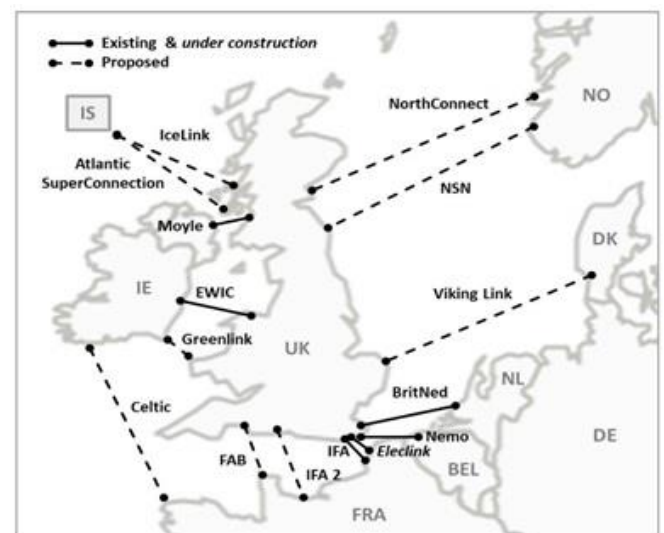 Existing & under construction
Proposed
IS
IceLink
Atlantic
SuperConnection
Moyle
NorthConnect
NO
NSN
DK
IE
EWIC
Viking Link
Greenlink
UK
NL
BritNed
Celtic
Nemo
DE
IFA
Eleclink
FAB
IFA 2
BEL
FRA